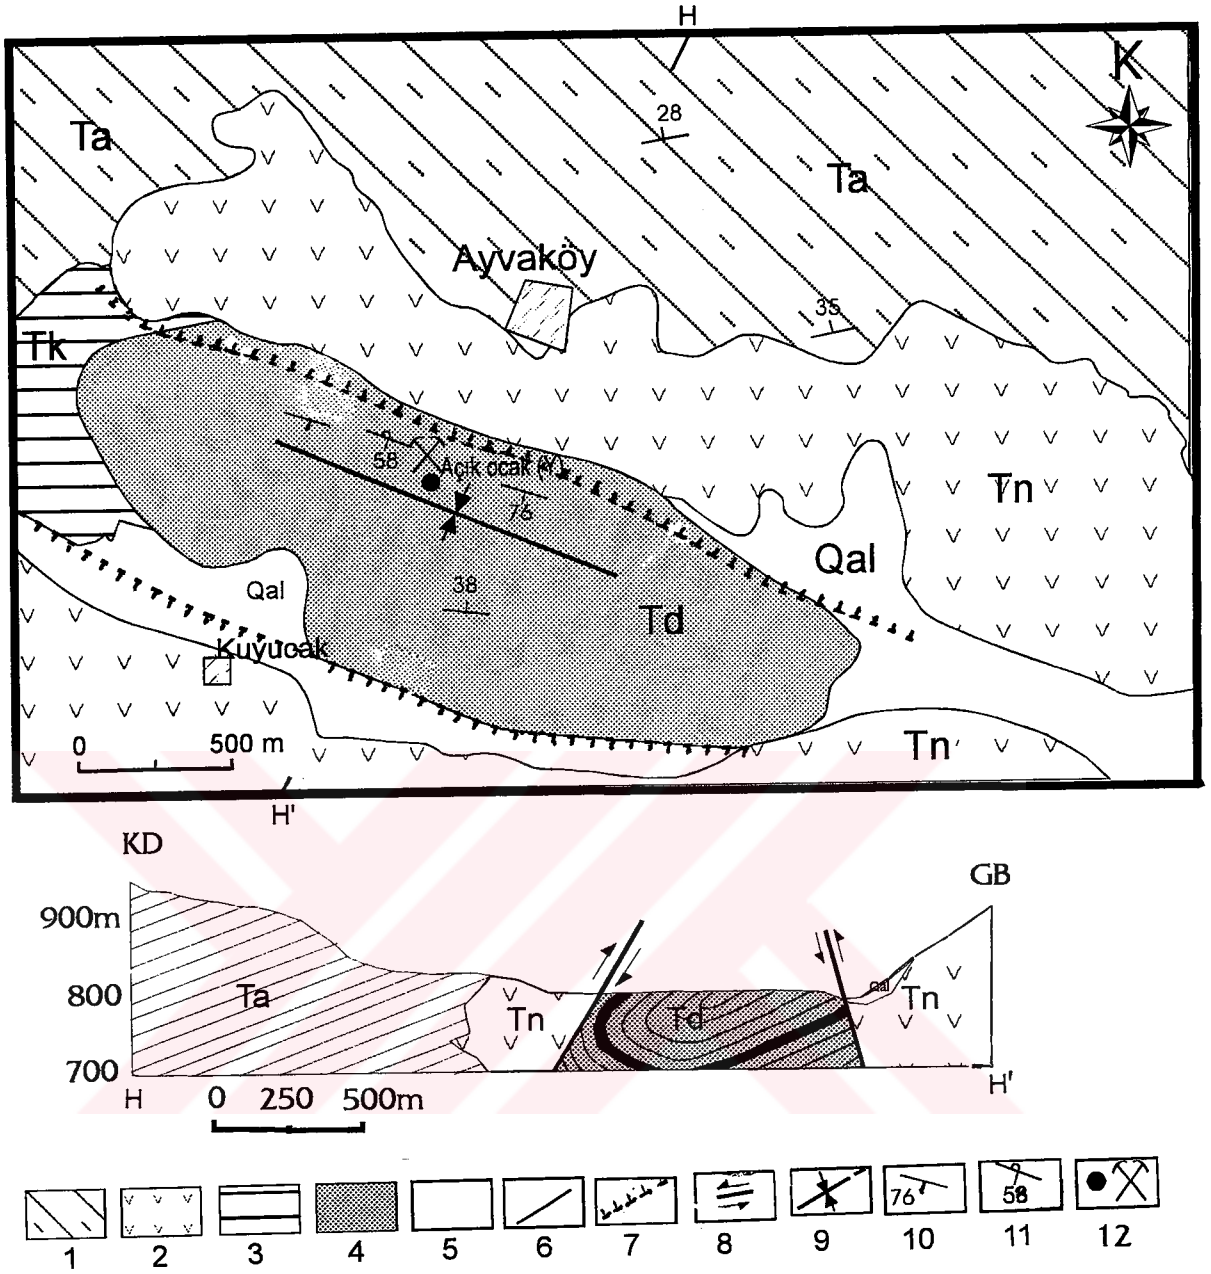 H
K
28
Ta
Ta
Ayvaköy
35
Tk
58
Açık ocak (Y)
76
Tn
Qal
Qal
38
Td
Kuyucak
0 500 m
Tn
H'
KD
GB
900m
800
700
Ta
Tn
Td
Qal
Tn
H
H'
0 250 500m
76
58
1 2 3 4 5 6 7 8 9 10 11 12